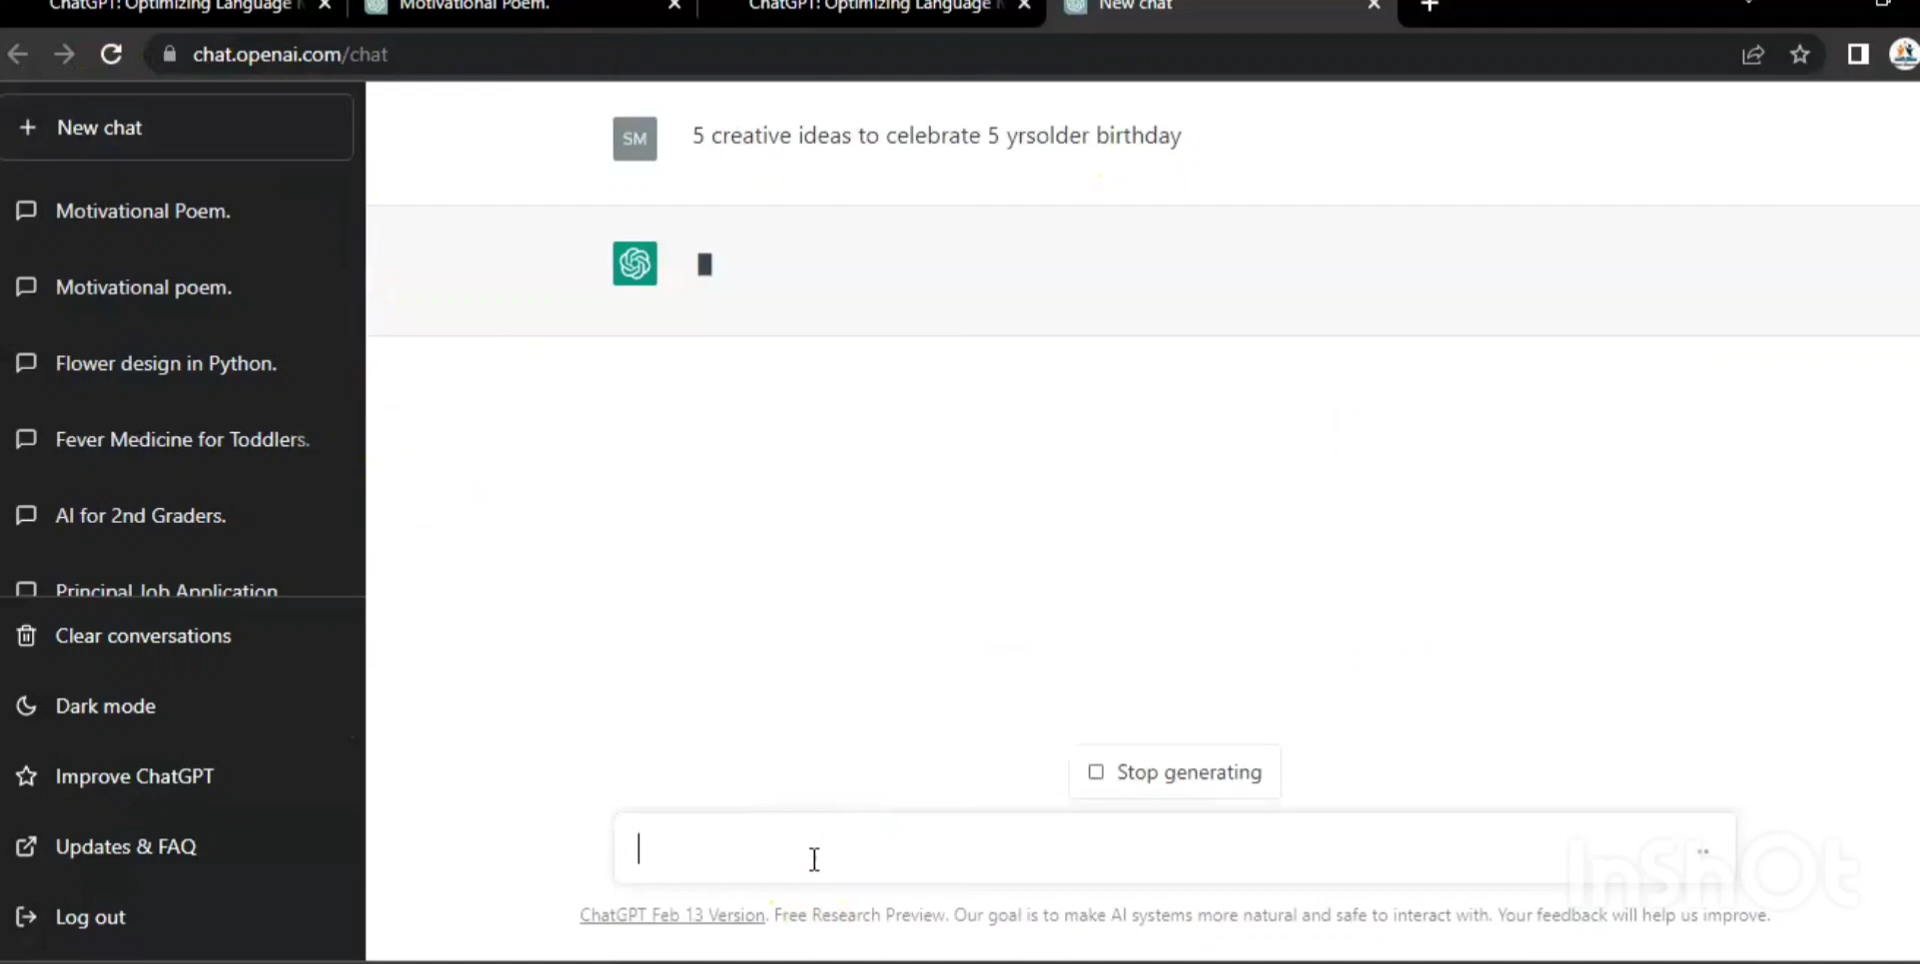 ChatGPT: Optimizing Language
Motivational Poem.
ChatGPT: Optimizing Language
New chat
chat.openai.com/chat
New chat
Motivational Poem.
Motivational poem.
Flower design in Python.
Fever Medicine for Toddlers.
AI for 2nd Graders.
Principal Job Application
Clear conversations
Dark mode
Improve ChatGPT
Updates & FAQ
Log out
SM
5 creative ideas to celebrate 5 yrsolder birthday
Stop generating
ChatGPT Feb 13 Version. Free Research Preview. Our goal is to make AI systems more natural and safe to interact with. Your feedback will help us improve.
InShOt